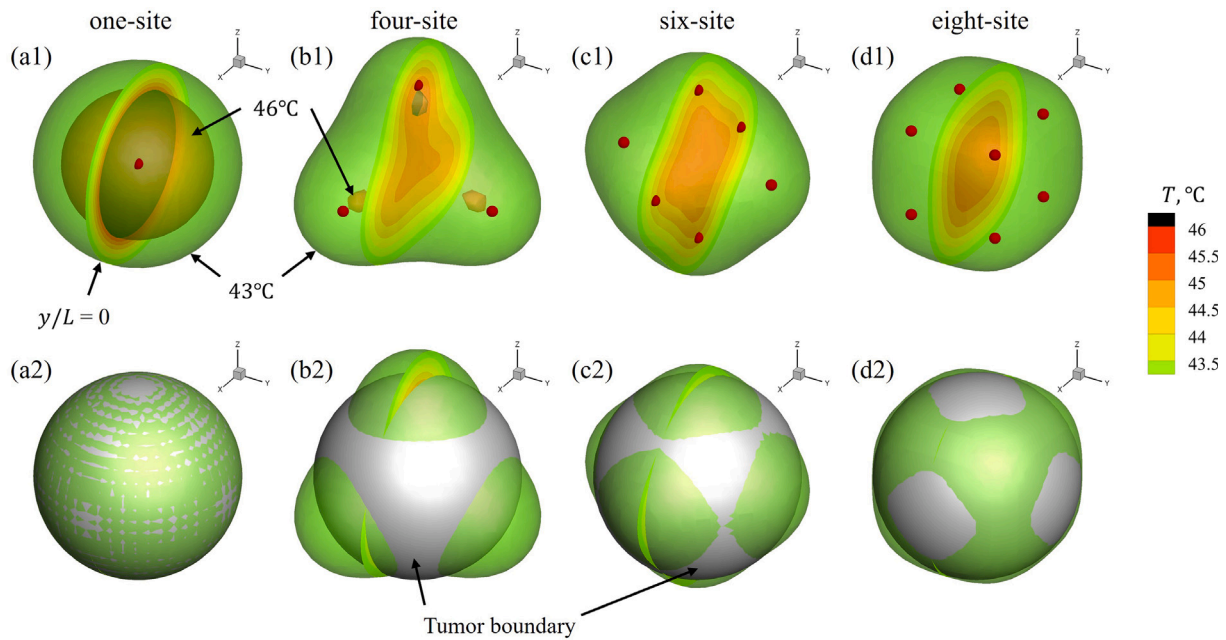 one-site four-site six-site eight-site
(a1) (b1) (c1) (d1)
Z X Y Z X Y Z X Y Z X Y
46℃
T, °C
46
45.5
45
44.5
44
43.5
43℃
y/L = 0
(a2) (b2) (c2) (d2)
Z X Y Z X Y Z X Y Z X Y
Tumor boundary